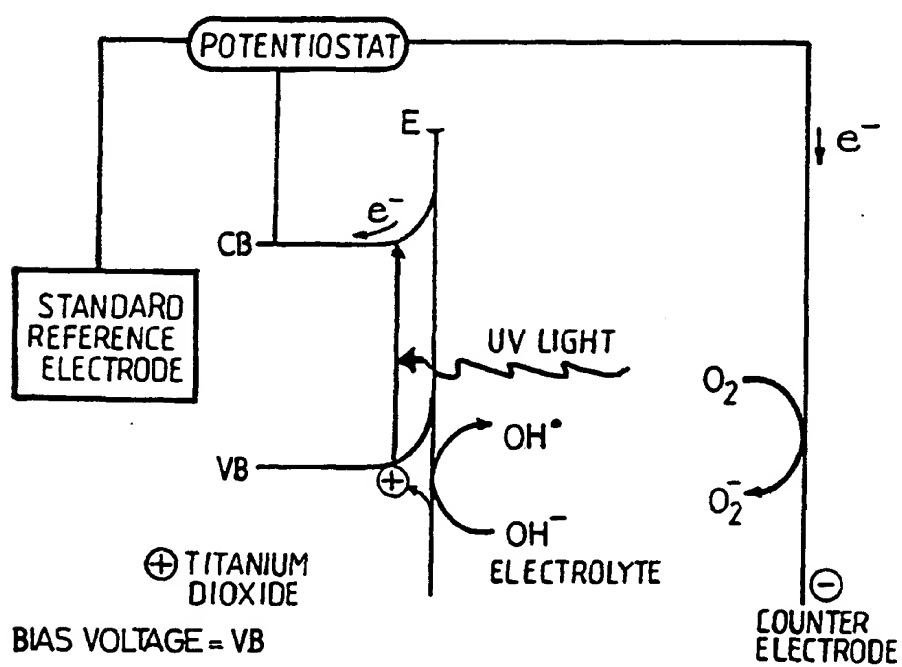 POTENTIOSTAT
E
e⁻
e⁻
CB
STANDARD
REFERENCE
ELECTRODE
UV LIGHT
O₂
VB
OH•
+
O₂⁻
OH⁻
ELECTROLYTE
⊕ TITANIUM
DIOXIDE
⊖
COUNTER
ELECTRODE
BIAS VOLTAGE = VB